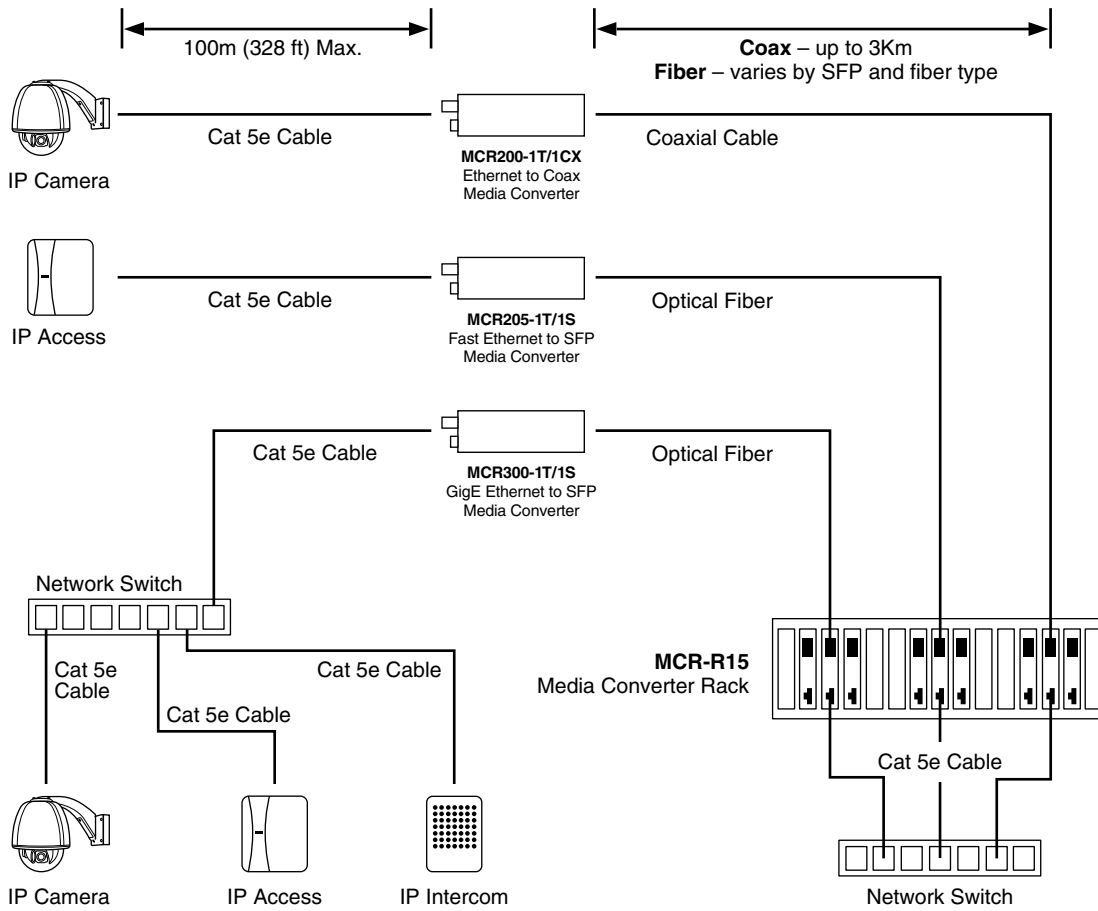 100m (328 ft) Max.
Coax – up to 3Km
Fiber – varies by SFP and fiber type
IP Camera
Cat 5e Cable
MCR200-1T/1CX
Ethernet to Coax
Media Converter
Coaxial Cable
IP Access
Cat 5e Cable
MCR205-1T/1S
Fast Ethernet to SFP
Media Converter
Optical Fiber
Cat 5e Cable
MCR300-1T/1S
GigE Ethernet to SFP
Media Converter
Optical Fiber
Network Switch
Cat 5e
Cable
Cat 5e Cable
Cat 5e Cable
MCR-R15
Media Converter Rack
Cat 5e Cable
IP Camera
IP Access
IP Intercom
Network Switch